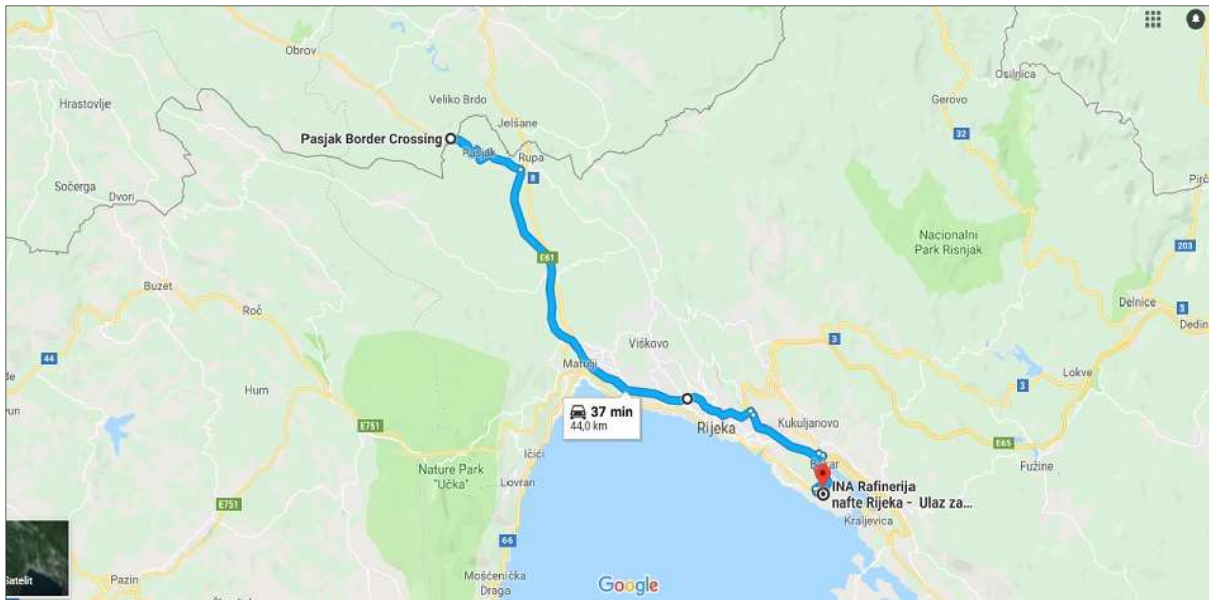 Obrov
Osilnica
Hrastovlje
Veliko Brdo
Gerovo
Jelšane
32
Pasjak Border Crossing
Pasjak
Rupa
Pirč
8
Sočerga
Dvori
Nacionalni
Park Risnjak
203
E61
Buzet
Delnice
Roč
3
3
Dedin
Viškovo
44
Matulji
3
Lokve
Hum
37 min
44,0 km
Rijeka
Kukuljanovo
E751
E65
Ičići
Bakar
Fužine
Nature Park
"Učka"
Lovran
INA Rafinerija
nafte Rijeka - Ulaz za...
E751
Kraljevica
66
Satelit
Pazin
Mošćenička
Draga
Google